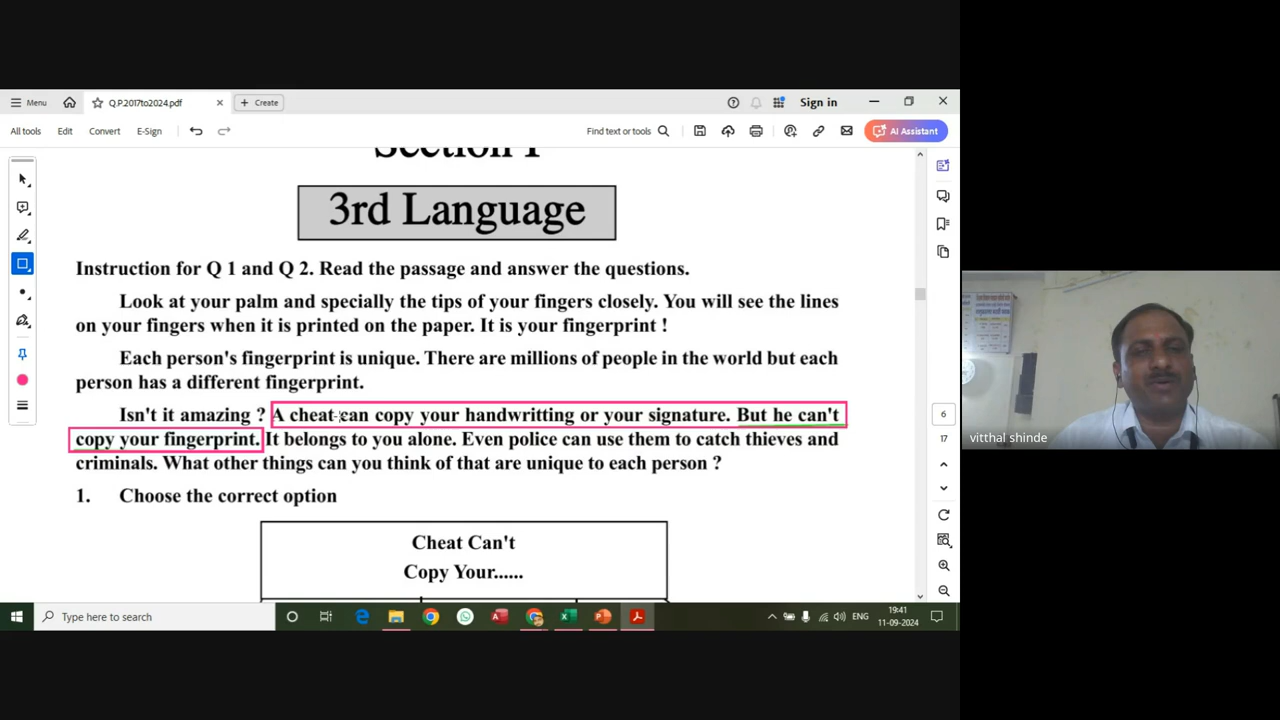 Menu
Q.P.2017to2024.pdf
Create
Sign in
All tools
Edit
Convert
E-Sign
Find text or tools
AI Assistant
Section I
3rd Language
Instruction for Q 1 and Q 2. Read the passage and answer the questions.
Look at your palm and specially the tips of your fingers closely. You will see the lines
on your fingers when it is printed on the paper. It is your fingerprint !
Each person's fingerprint is unique. There are millions of people in the world but each
person has a different fingerprint.
Isn't it amazing ? A cheat can copy your handwritting or your signature. But he can't
copy your fingerprint. It belongs to you alone. Even police can use them to catch thieves and
criminals. What other things can you think of that are unique to each person ?
1. Choose the correct option
Cheat Can't
Copy Your......
6
17
vitthal shinde
Type here to search
ENG
19:41
11-09-2024